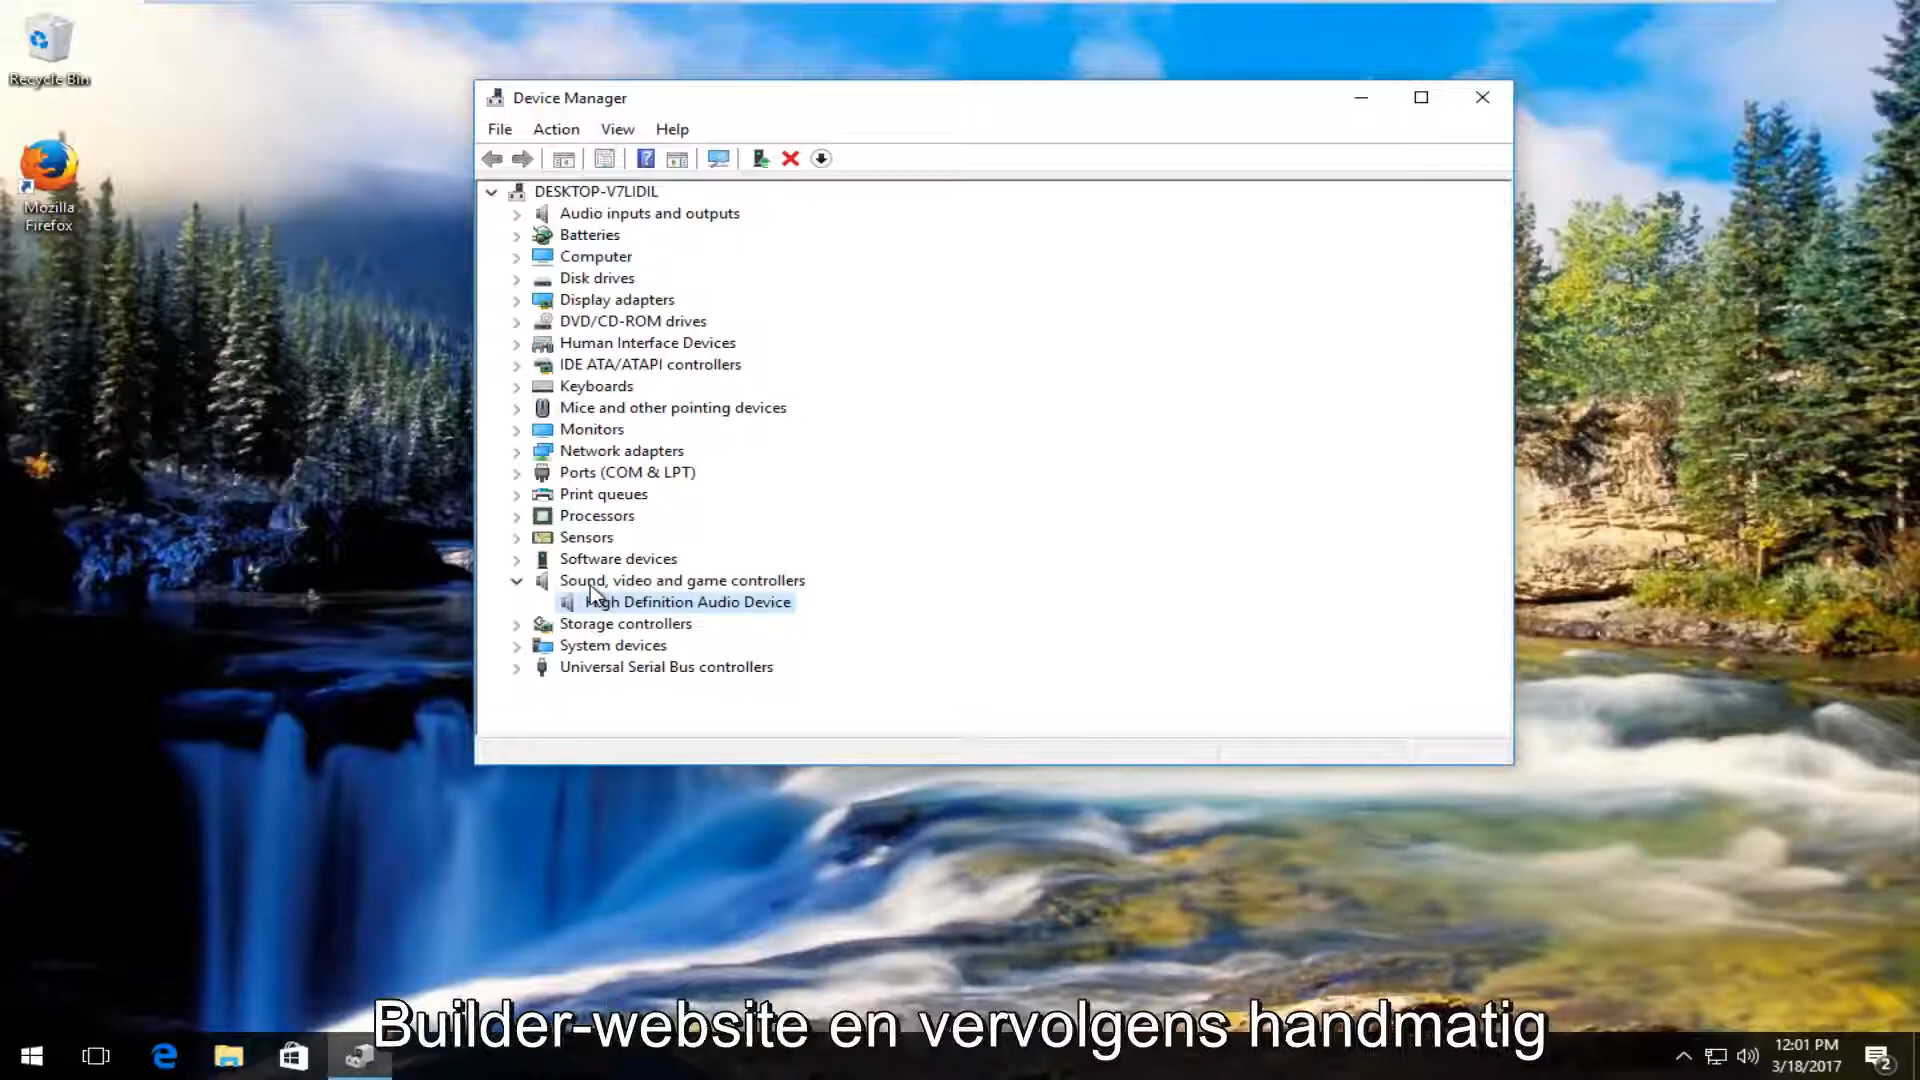 Recycle Bin
Mozilla
Firefox
Device Manager
File Action View Help
DESKTOP-V7LIDIL
Audio inputs and outputs
Batteries
Computer
Disk drives
Display adapters
DVD/CD-ROM drives
Human Interface Devices
IDE ATA/ATAPI controllers
Keyboards
Mice and other pointing devices
Monitors
Network adapters
Ports (COM & LPT)
Print queues
Processors
Sensors
Software devices
Sound, video and game controllers
High Definition Audio Device
Storage controllers
System devices
Universal Serial Bus controllers
Builder-website en vervolgens handmatig
12:01 PM
3/18/2017
2